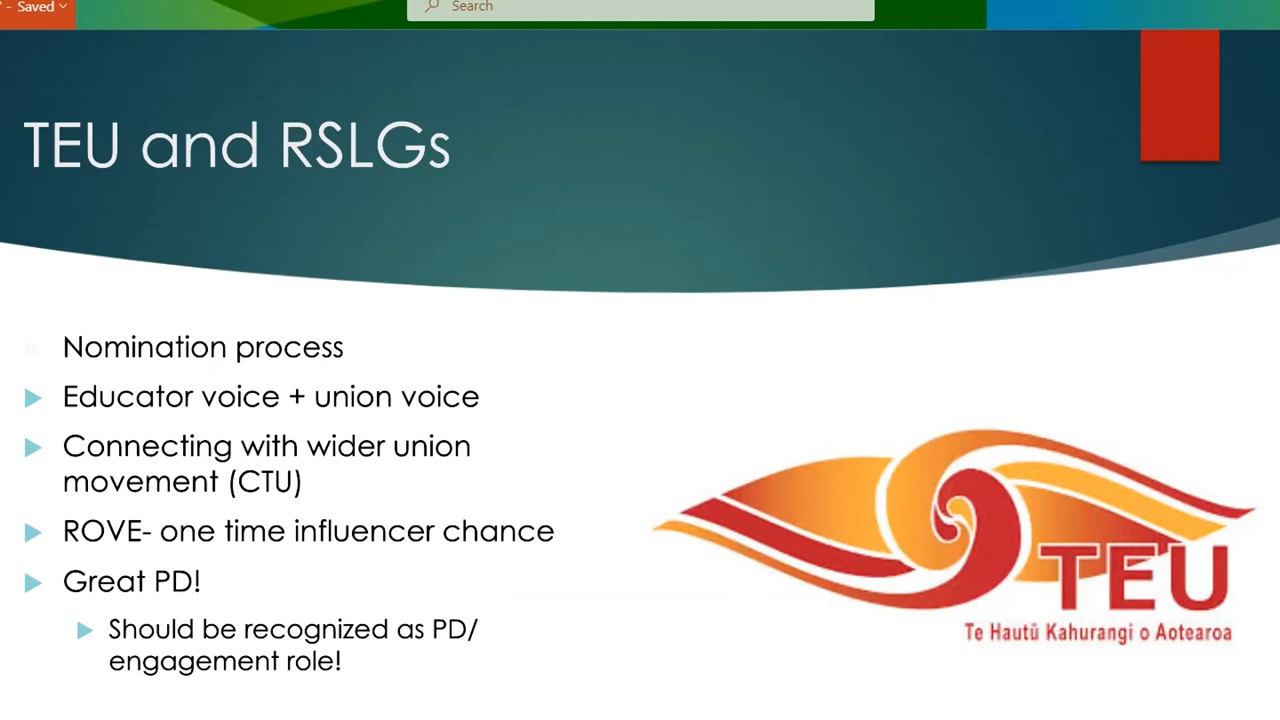 - Saved
Search
TEU and RSLGs
Nomination process
Educator voice + union voice
Connecting with wider union
movement (CTU)
ROVE- one time influencer chance
Great PD!
Should be recognized as PD/
engagement role!
TEU
Te Hautū Kahurangi o Aotearoa